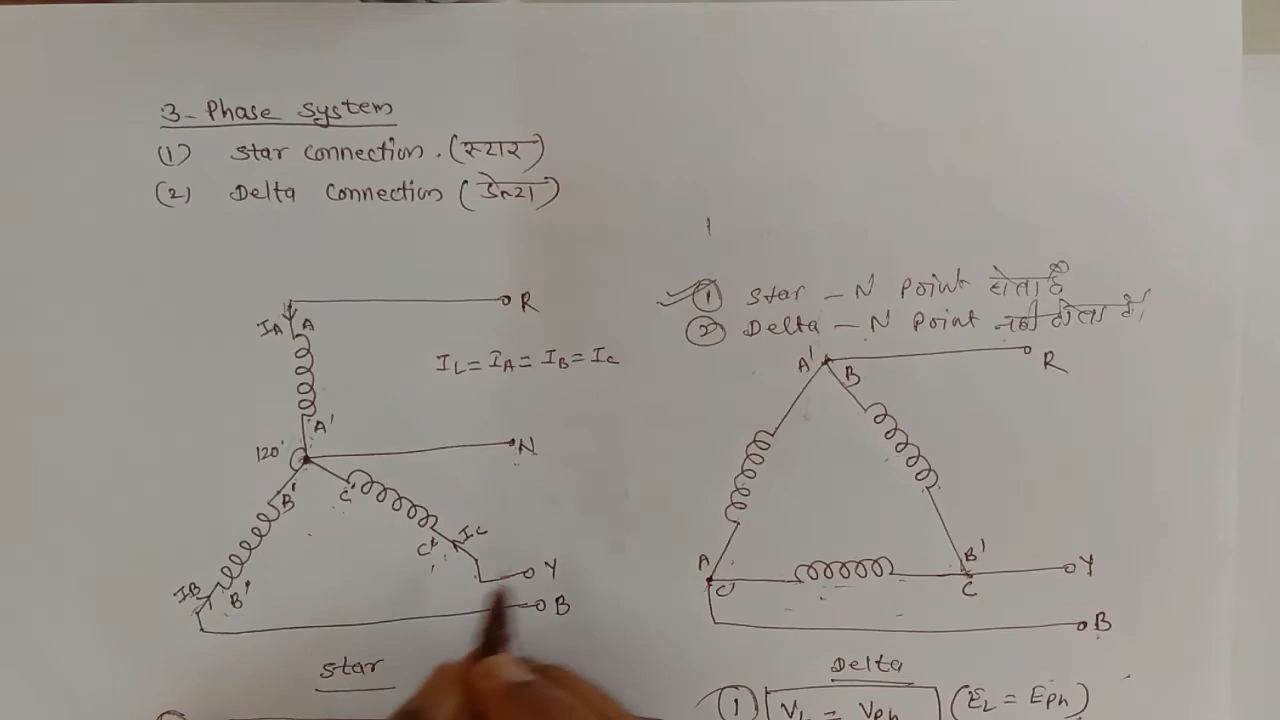 3- Phase system
(1) Star connection. (स्टार)
(2) Delta Connection (डेल्टा)
① Star - N Point होता है
② Delta - N Point नही होता है।
R
IA A
IL = IA = IB = IC
A'
120°
N
B'
C'
C'
IC
IB
B'
Y
B
Star
A'
B
R
A
C'
B'
C
Y
B
Delta
① VL = VPh (EL = EPh)